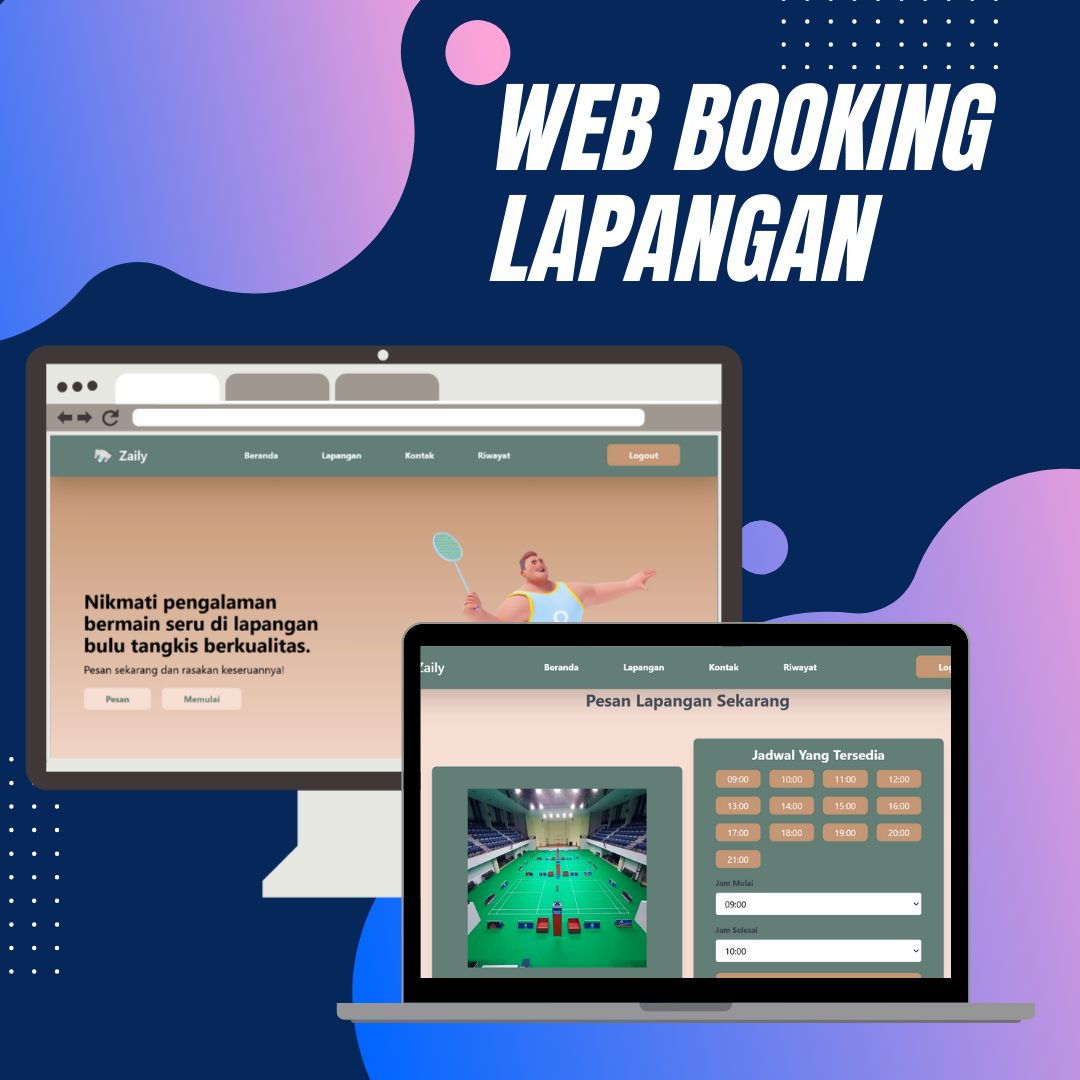 WEB BOOKING
LAPANGAN
Zaily
Beranda
Lapangan
Kontak
Riwayat
Logout
Nikmati pengalaman
bermain seru di lapangan
bulu tangkis berkualitas.
Pesan sekarang dan rasakan keseruannya!
Pesan
Memulai
Zaily
Beranda
Lapangan
Kontak
Riwayat
Log
Pesan Lapangan Sekarang
Jadwal Yang Tersedia
09:00 10:00 11:00 12:00
13:00 14:00 15:00 16:00
17:00 18:00 19:00 20:00
21:00
Jam Mulai
09:00
Jam Selesai
10:00